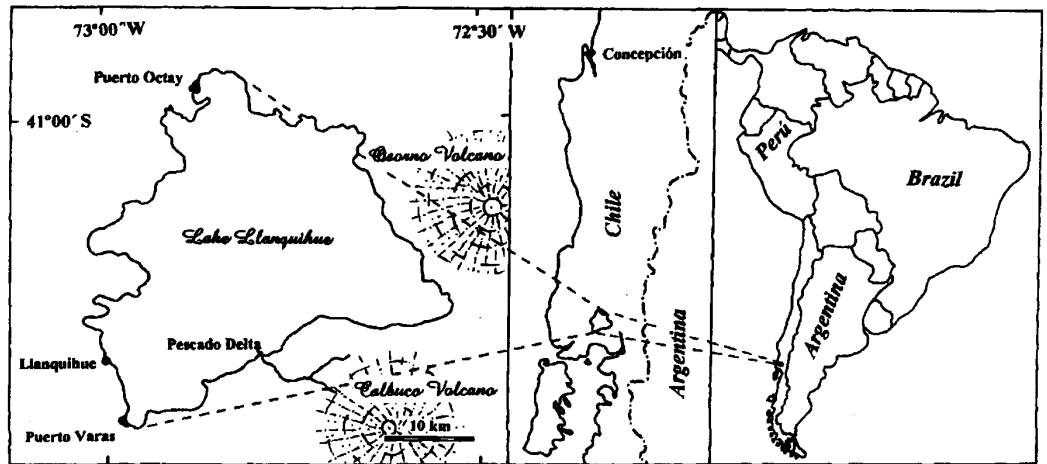 73°00´W
72°30´W
Puerto Octay
41°00´S
Osorno Volcano
Lake Llanquihue
Pescado Delta
Llanquihue
Calbuco Volcano
Puerto Varas
10 km
Concepción
Chile
Argentina
Perú
Brazil
Argentina